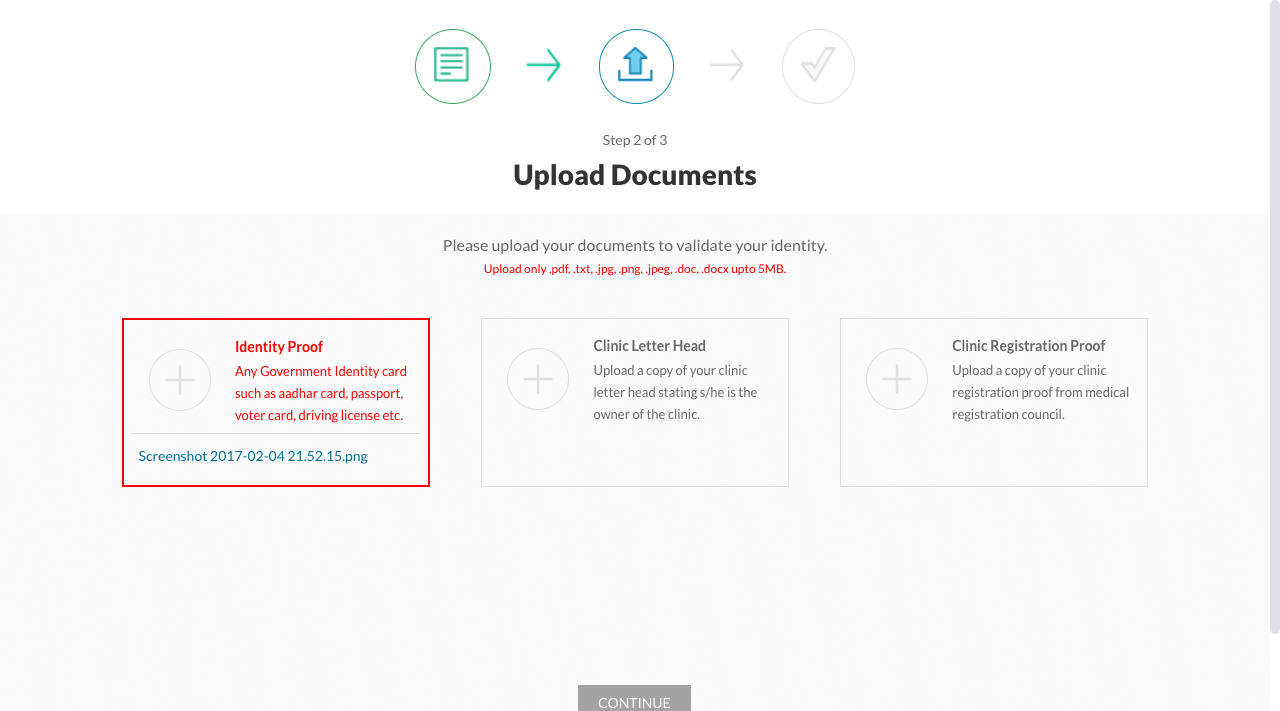 Step 2 of 3
Upload Documents
Please upload your documents to validate your identity.
Upload only .pdf, .txt, .jpg, .png, .jpeg, .doc, .docx upto 5MB.
Identity Proof
Any Government Identity card
such as aadhar card, passport,
voter card, driving license etc.
Screenshot 2017-02-04 21.52.15.png
Clinic Letter Head
Upload a copy of your clinic
letter head stating s/he is the
owner of the clinic.
Clinic Registration Proof
Upload a copy of your clinic
registration proof from medical
registration council.
CONTINUE